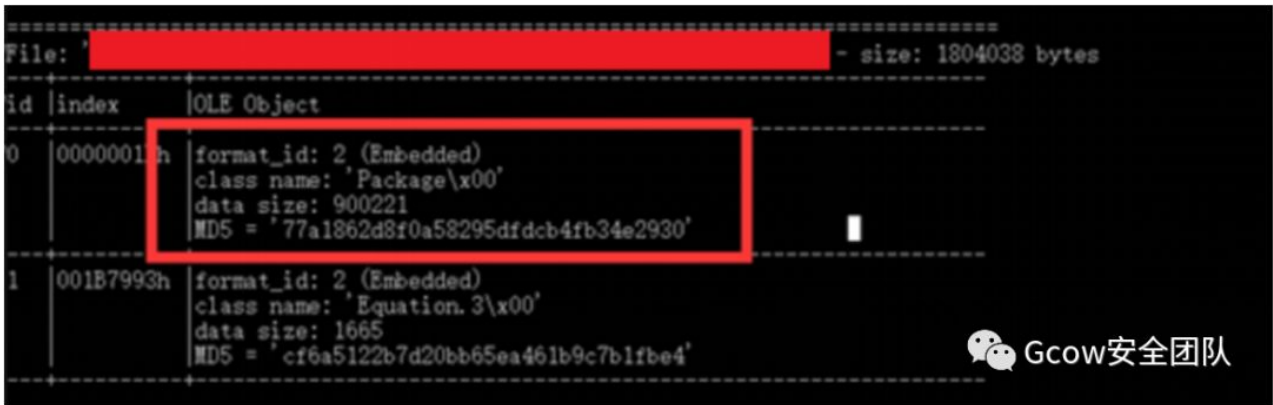 File: ' - size: 1804038 bytes
id |index |OLE Object
0 |0000001 h |format_id: 2 (Embedded)
class name: 'Package\x00'
data size: 900221
MD5 = '77a1862d8f0a58295dfdcb4fb34e2930'
1 |001B7993h |format_id: 2 (Embedded)
class name: 'Equation.3\x00'
data size: 1665
MD5 = 'cf6a5122b7d20bb65ea461b9c7b1fbe4'
Gcow安全团队